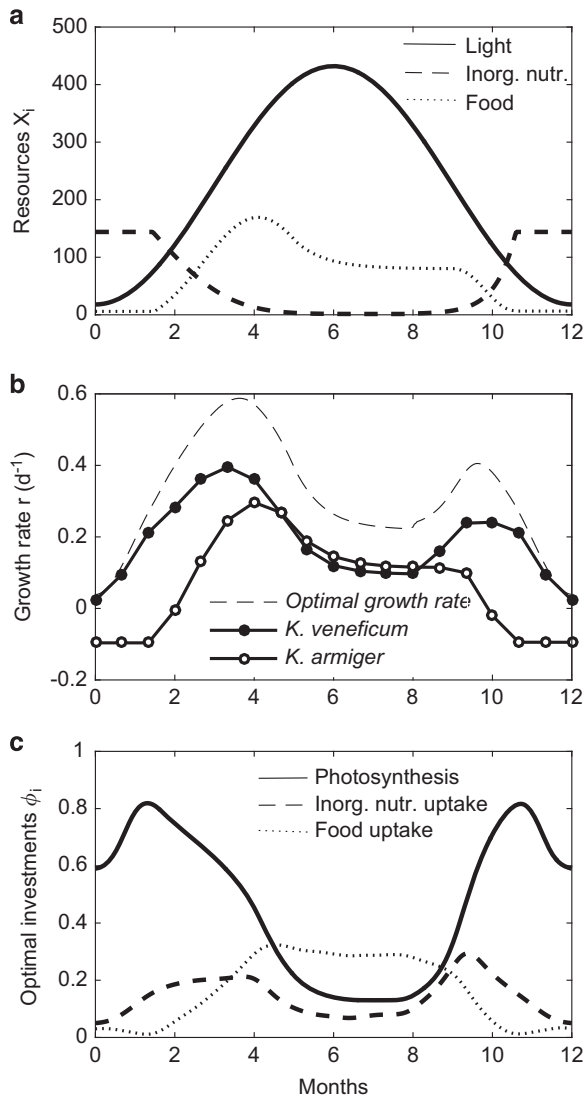 a
500
400
300
200
100
0
Resources Xᵢ
Light
Inorg. nutr.
Food
0 2 4 6 8 10 12
b
0.6
0.4
0.2
0
-0.2
Growth rate r (d⁻¹)
Optimal growth rate
K. veneficum
K. armiger
0 2 4 6 8 10 12
c
1
0.8
0.6
0.4
0.2
0
Optimal investments ϕᵢ
Photosynthesis
Inorg. nutr. uptake
Food uptake
0 2 4 6 8 10 12
Months